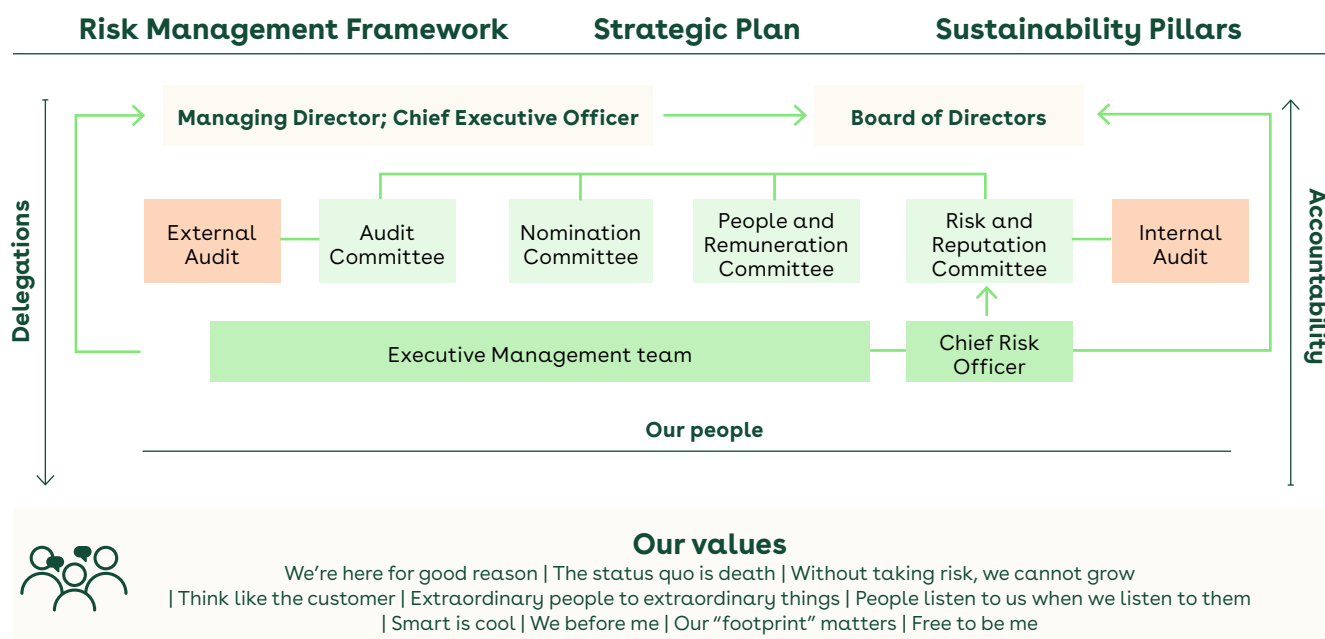 Risk Management Framework
Strategic Plan
Sustainability Pillars
Managing Director; Chief Executive Officer
Board of Directors
Delegations
Accountability
External
Audit
Audit
Committee
Nomination
Committee
People and
Remuneration
Committee
Risk and
Reputation
Committee
Internal
Audit
Executive Management team
Chief Risk
Officer
Our people
Our values
We’re here for good reason | The status quo is death | Without taking risk, we cannot grow
| Think like the customer | Extraordinary people to extraordinary things | People listen to us when we listen to them
| Smart is cool | We before me | Our “footprint” matters | Free to be me